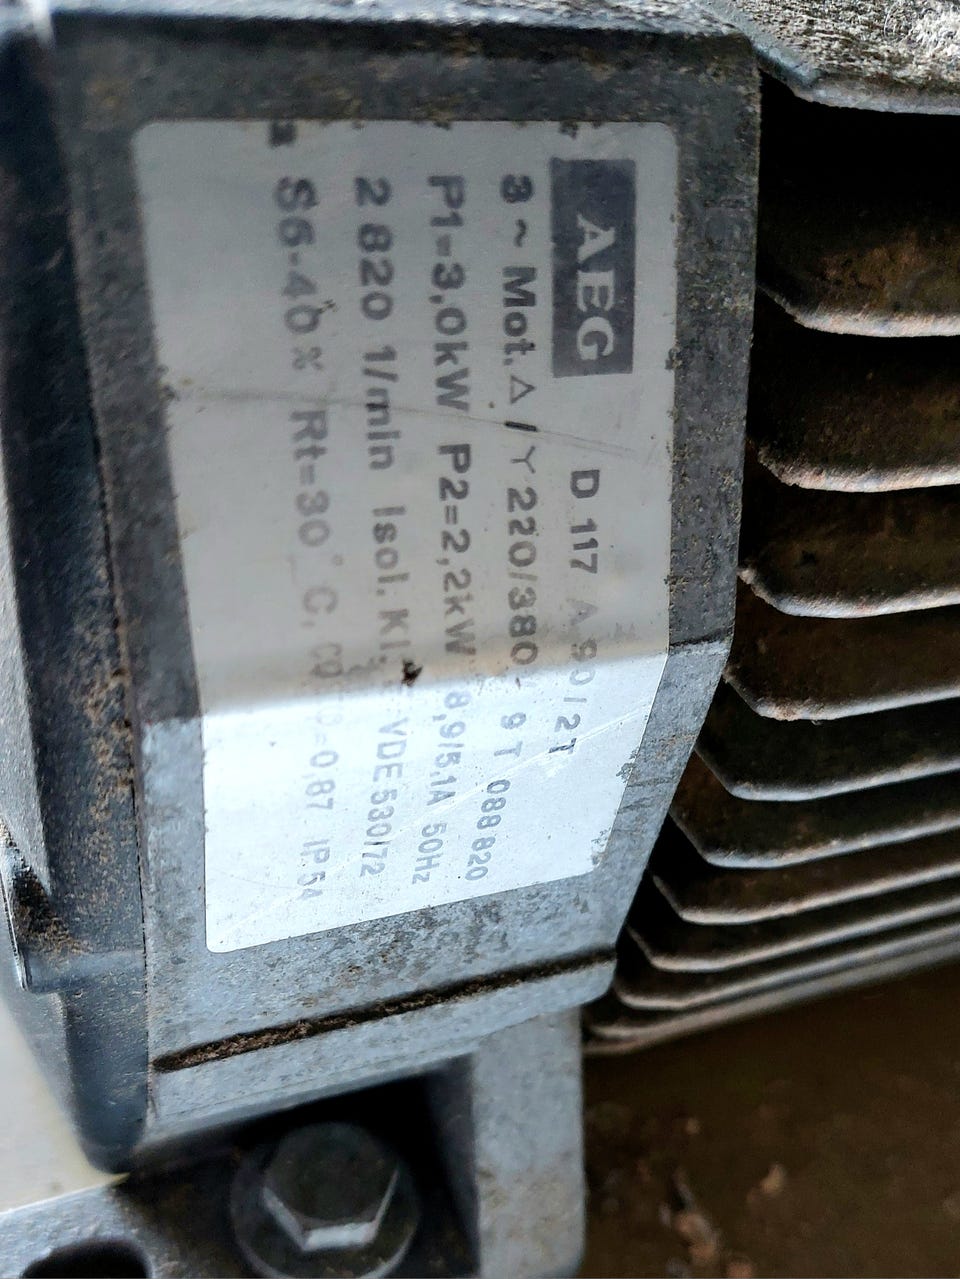 AEG D 117 A 90/2T
3~Mot. △/Y 220/380- 9T 088 820
P1=3,0kW P2=2,2kW 8,9/5,1A 50Hz
2 820 1/min Isol. Kl. VDE 530/72
S6-40% Rt=30°C, cos=0,87 IP 54